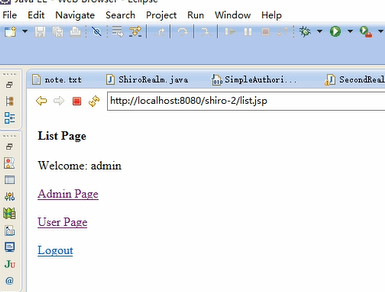 Java EE - Web Browser - Eclipse
File Edit Navigate Search Project Run Window Help
note.txt ShiroRealm.java SimpleAuthori... SecondReal
http://localhost:8080/shiro-2/list.jsp
List Page
Welcome: admin
Admin Page
User Page
Logout
Ju
@